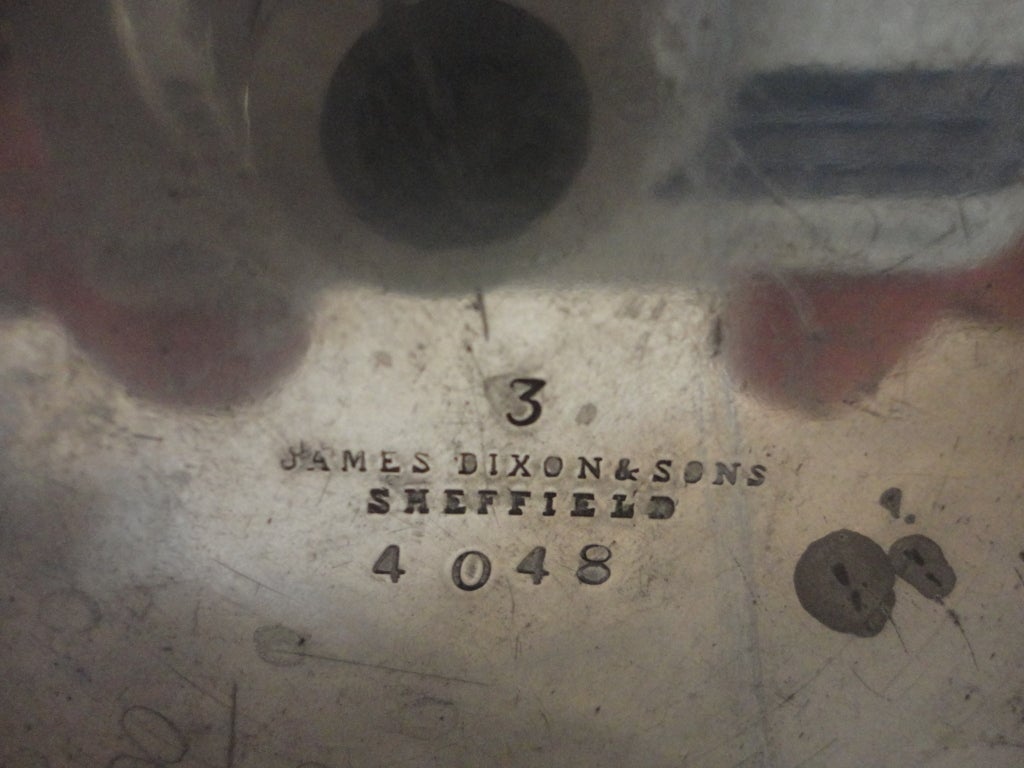 3
JAMES DIXON & SONS
SHEFFIELD
4048